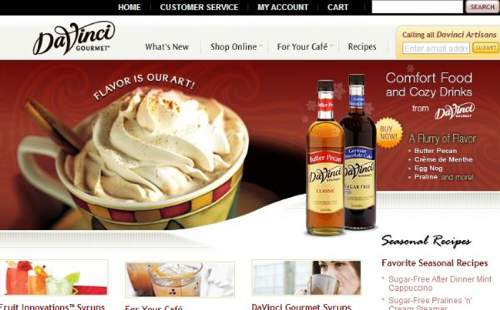 HOME CUSTOMER SERVICE MY ACCOUNT CART SEARCH
DaVinci
GOURMET
What's New Shop Online For Your Café Recipes
Calling all Davinci Artisans
Enter email addre SUBMIT
FLAVOR IS OUR ART!
Comfort Food
and Cozy Drinks
from DaVinci
BUY
NOW!
A Flurry of Flavor
Butter Pecan
Crème de Menthe
Egg Nog
Praline and more!
Butter Pecan
DaVinci
GOURMET
CLASSIC
German
Chocolate Cake
DaVinci
GOURMET
SUGAR FREE
Seasonal Recipes
Favorite Seasonal Recipes
Sugar-Free After Dinner Mint
Cappuccino
Sugar-Free Pralines 'n'
Cream Steamer
Fruit Innovations™ Syrups
For Your Café
DaVinci Gourmet Syrups